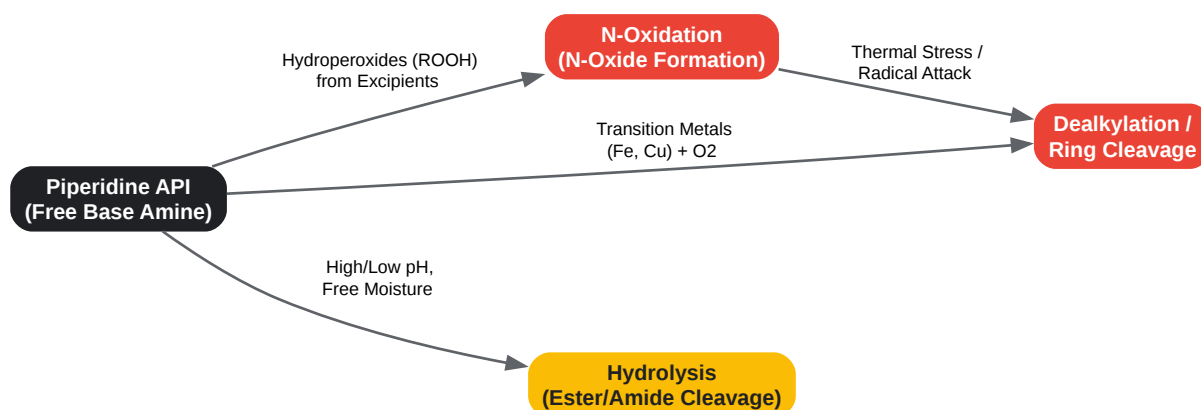 N-Oxidation
(N-Oxide Formation)
Hydroperoxides (ROOH)
from Excipients
Thermal Stress /
Radical Attack
Transition Metals
(Fe, Cu) + O2
Dealkylation /
Ring Cleavage
Piperidine API
(Free Base Amine)
High/Low pH,
Free Moisture
Hydrolysis
(Ester/Amide Cleavage)